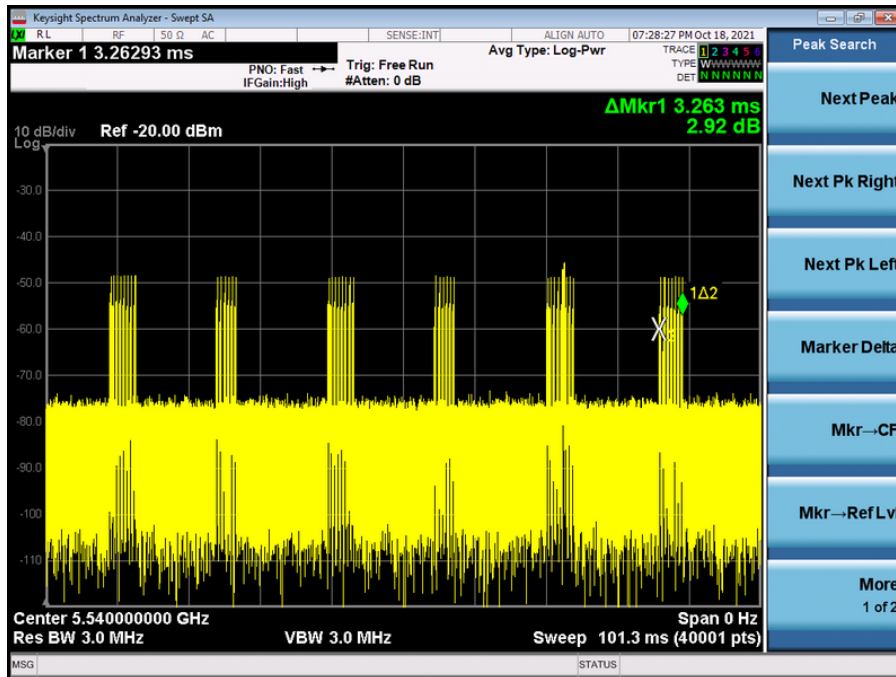 Keysight Spectrum Analyzer - Swept SA
LXI RL RF 50 Ω AC SENSE:INT ALIGN AUTO 07:28:27 PM Oct 18, 2021
Marker 1 3.26293 ms
PNO: Fast
IFGain:High
Trig: Free Run
#Atten: 0 dB
Avg Type: Log-Pwr
TRACE 1 2 3 4 5 6
TYPE W
DET N N N N N N
ΔMkr1 3.263 ms
2.92 dB
10 dB/div Ref -20.00 dBm
Log
-30.0
-40.0
-50.0
-60.0
-70.0
-80.0
-90.0
-100
-110
1Δ2
Center 5.540000000 GHz Span 0 Hz
Res BW 3.0 MHz VBW 3.0 MHz Sweep 101.3 ms (40001 pts)
MSG STATUS
Peak Search
Next Peak
Next Pk Right
Next Pk Left
Marker Delta
Mkr→CF
Mkr→Ref Lv
More
1 of 2